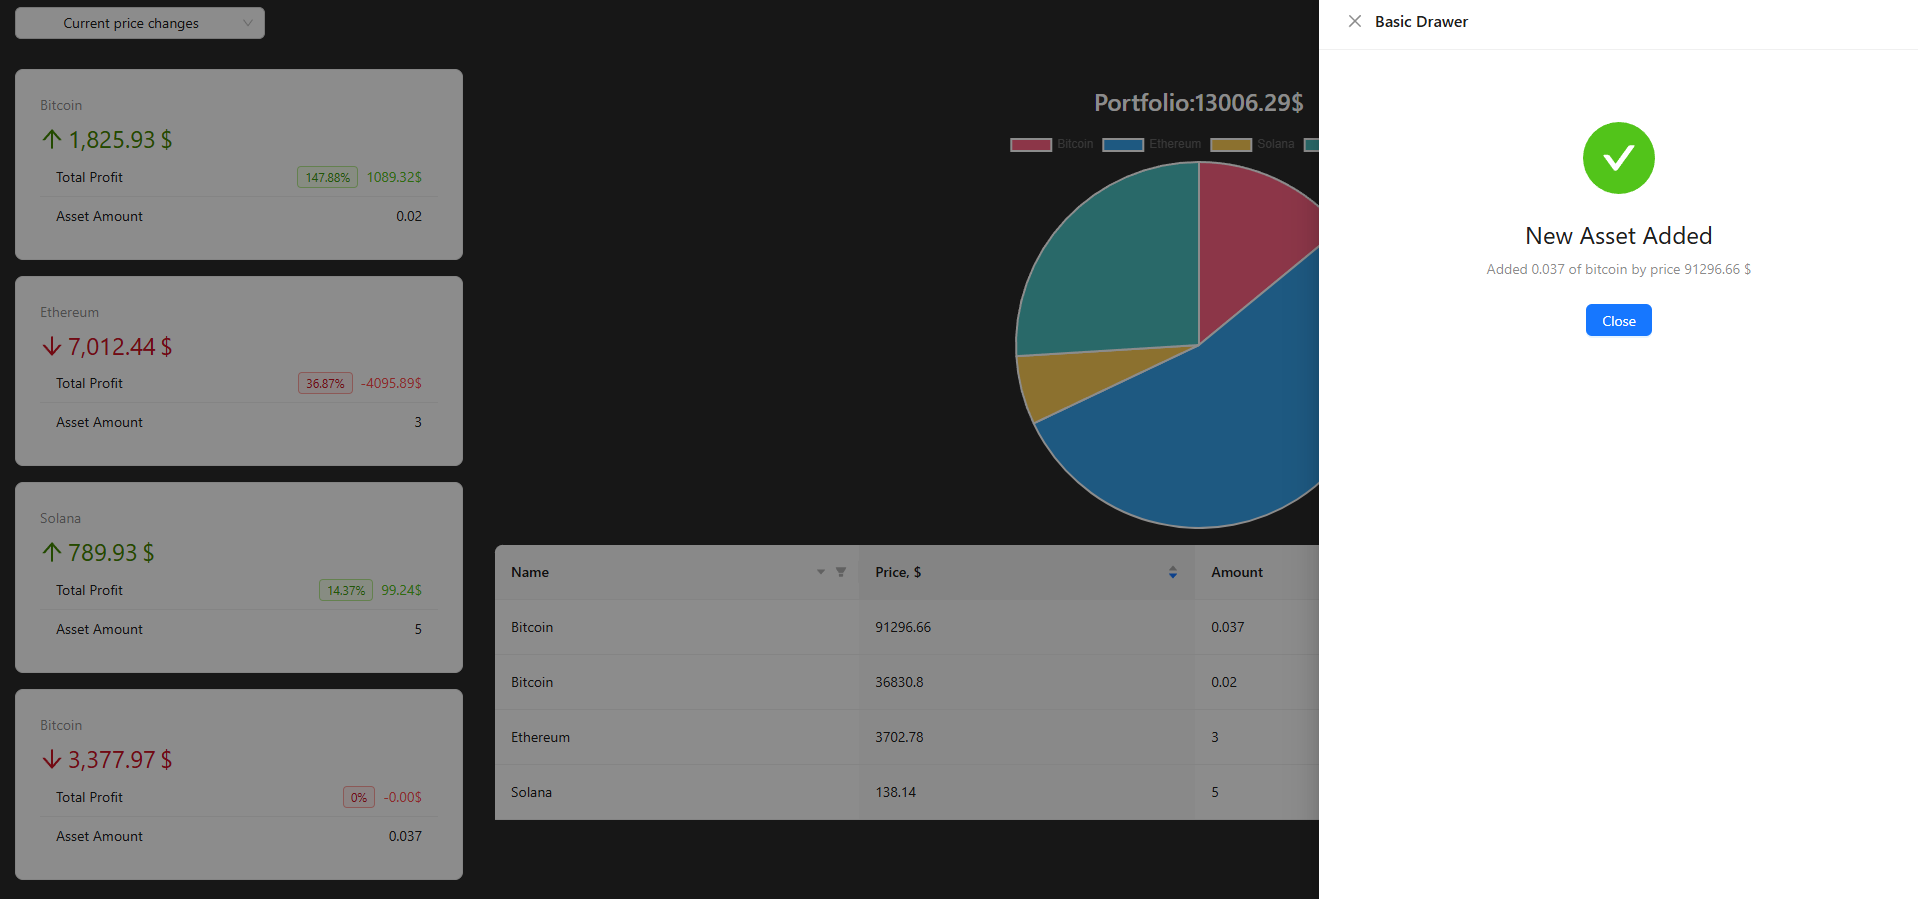 Current price changes
Bitcoin
1,825.93 $
Total Profit 147.88% 1089.32$
Asset Amount 0.02
Ethereum
7,012.44 $
Total Profit 36.87% -4095.89$
Asset Amount 3
Solana
789.93 $
Total Profit 14.37% 99.24$
Asset Amount 5
Bitcoin
3,377.97 $
Total Profit 0% -0.00$
Asset Amount 0.037
Portfolio:13006.29$
Bitcoin Ethereum Solana
Name Price, $ Amount
Bitcoin 91296.66 0.037
Bitcoin 36830.8 0.02
Ethereum 3702.78 3
Solana 138.14 5
Basic Drawer
New Asset Added
Added 0.037 of bitcoin by price 91296.66 $
Close